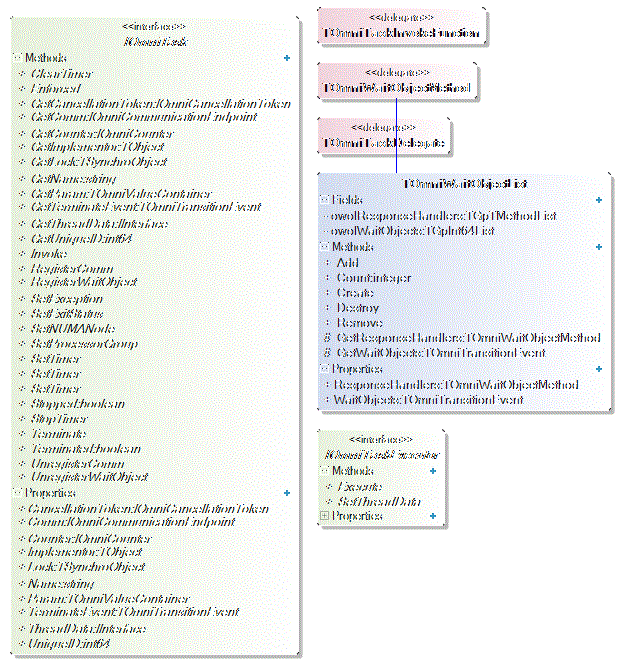 <<interface>>
IOmniTask
Methods
ClearTimer
Enforced
GetCancellationToken:IOmniCancellationToken
GetComm:IOmniCommunicationEndpoint
GetCounter:IOmniCounter
GetImplementor:TObject
GetLock:TSynchroObject
GetName:string
GetParam:TOmniValueContainer
GetTerminateEvent:TOmniTransitionEvent
GetThreadData:IInterface
GetUniqueID:int64
Invoke
RegisterComm
RegisterWaitObject
SetException
SetExitStatus
SetNUMANode
SetProcessorGroup
SetTimer
SetTimer
SetTimer
Stopped:boolean
StopTimer
Terminate
Terminated:boolean
UnregisterComm
UnregisterWaitObject
Properties
CancellationToken:IOmniCancellationToken
Comm:IOmniCommunicationEndpoint
Counter:IOmniCounter
Implementor:TObject
Lock:TSynchroObject
Name:string
Param:TOmniValueContainer
TerminateEvent:TOmniTransitionEvent
ThreadData:IInterface
UniqueID:int64
<<delegate>>
TOmniTaskInvokeFunction
<<delegate>>
TOmniWaitObjectMethod
<<delegate>>
TOmniTaskDelegate
TOmniWaitObjectList
Fields
owolResponseHandlers:TGpTMethodList
owolWaitObjects:TGpInt64List
Methods
Add
Count:integer
Create
Destroy
Remove
GetResponseHandlers:TOmniWaitObjectMethod
GetWaitObjects:TOmniTransitionEvent
Properties
ResponseHandlers:TOmniWaitObjectMethod
WaitObjects:TOmniTransitionEvent
<<interface>>
IOmniTaskExecutor
Methods
Execute
SetThreadData
Properties